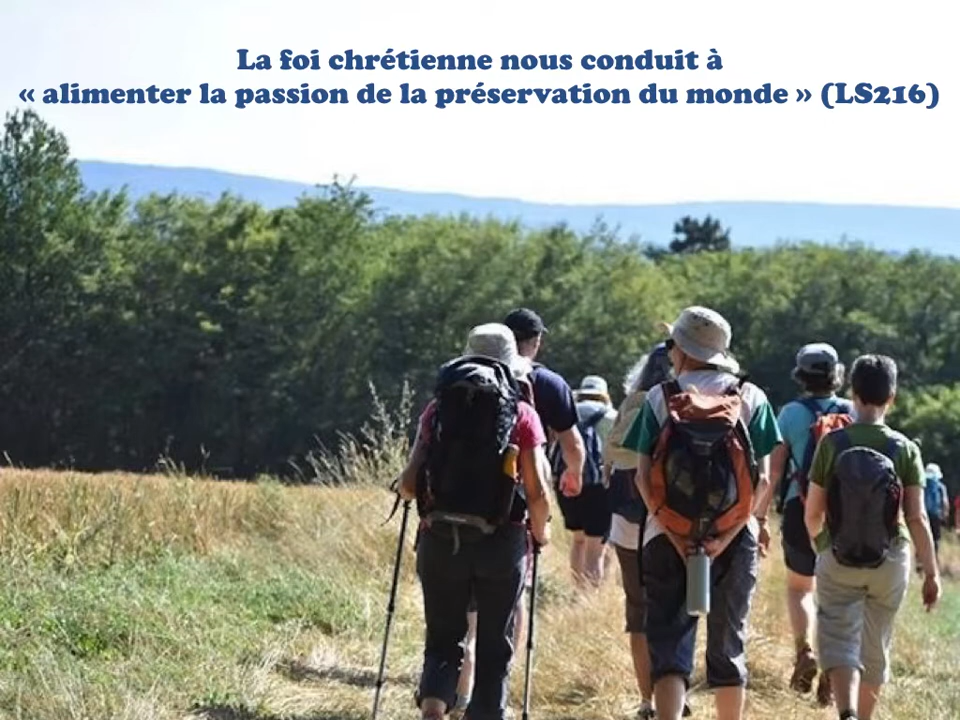 La foi chrétienne nous conduit à
« alimenter la passion de la préservation du monde » (LS216)